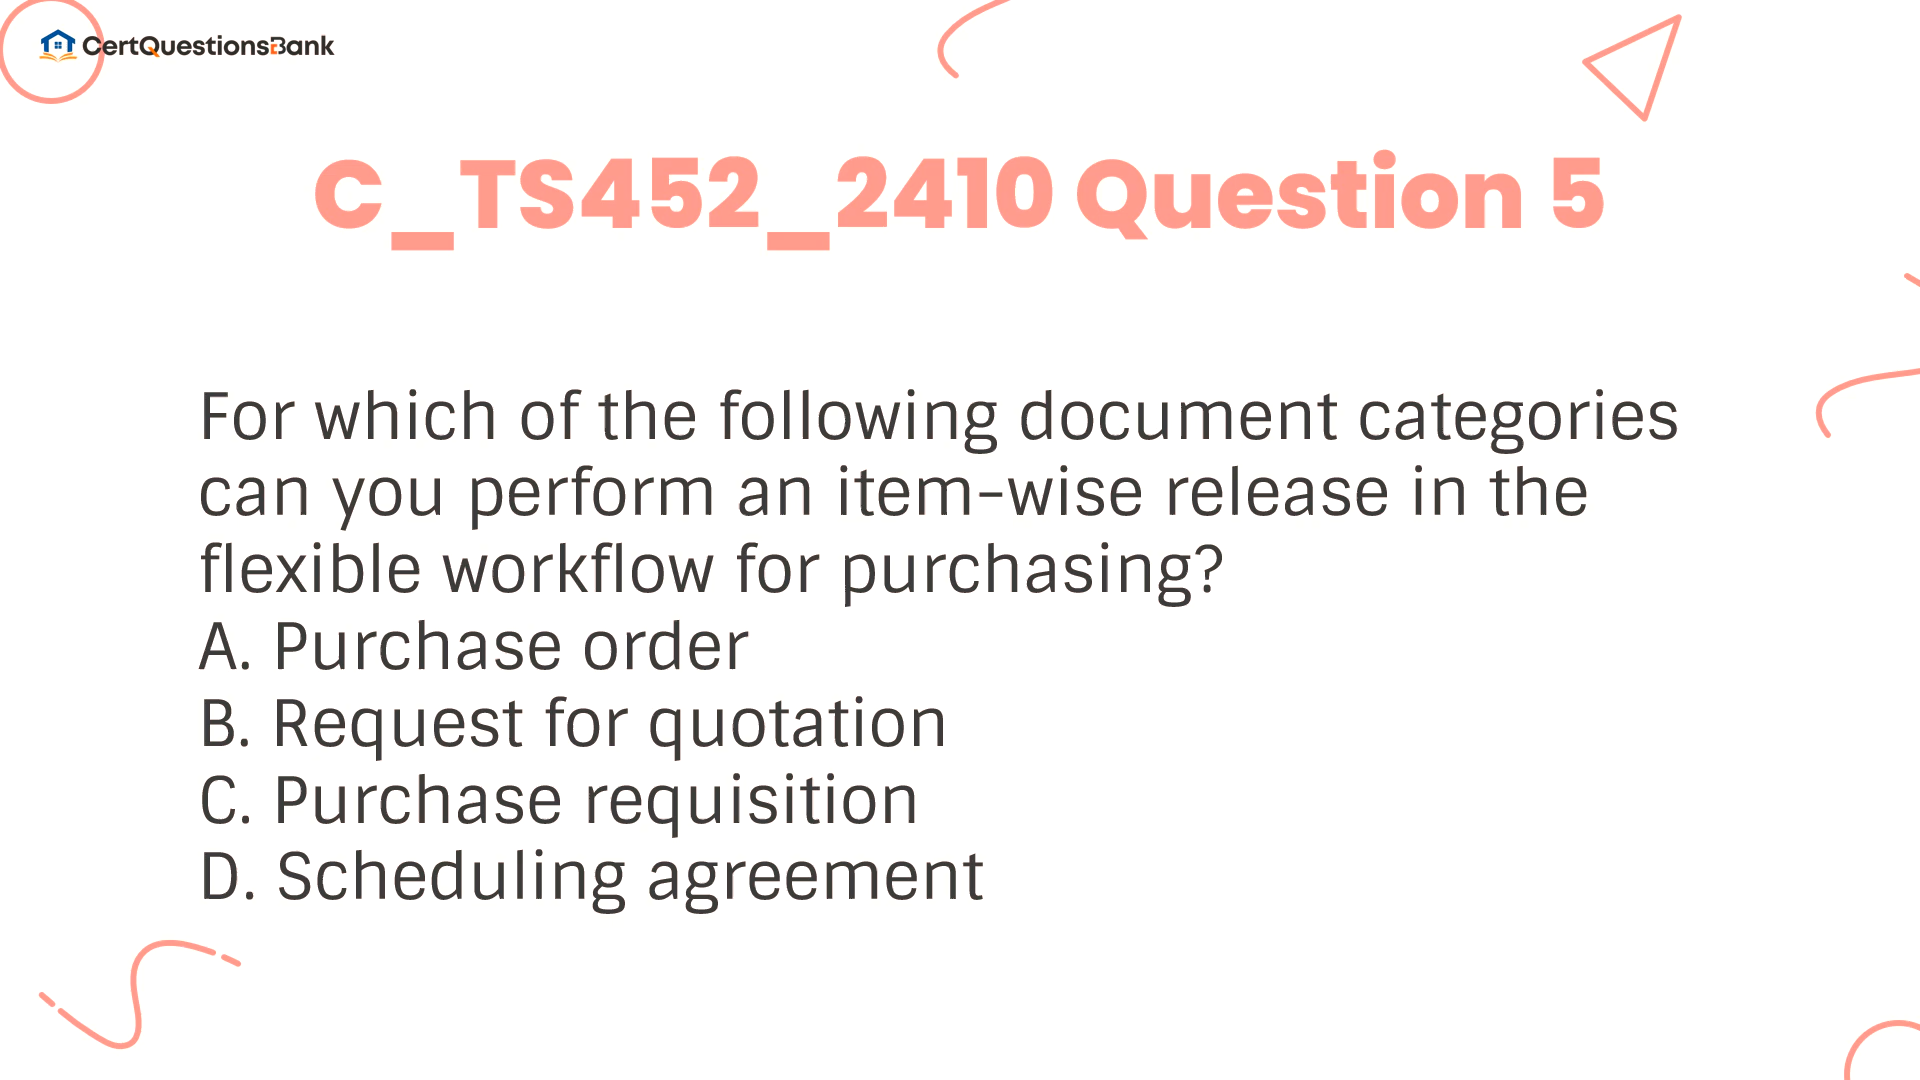 CertQuestionsBank
C_TS452_2410 Question 5
For which of the following document categories
can you perform an item-wise release in the
flexible workflow for purchasing?
A. Purchase order
B. Request for quotation
C. Purchase requisition
D. Scheduling agreement